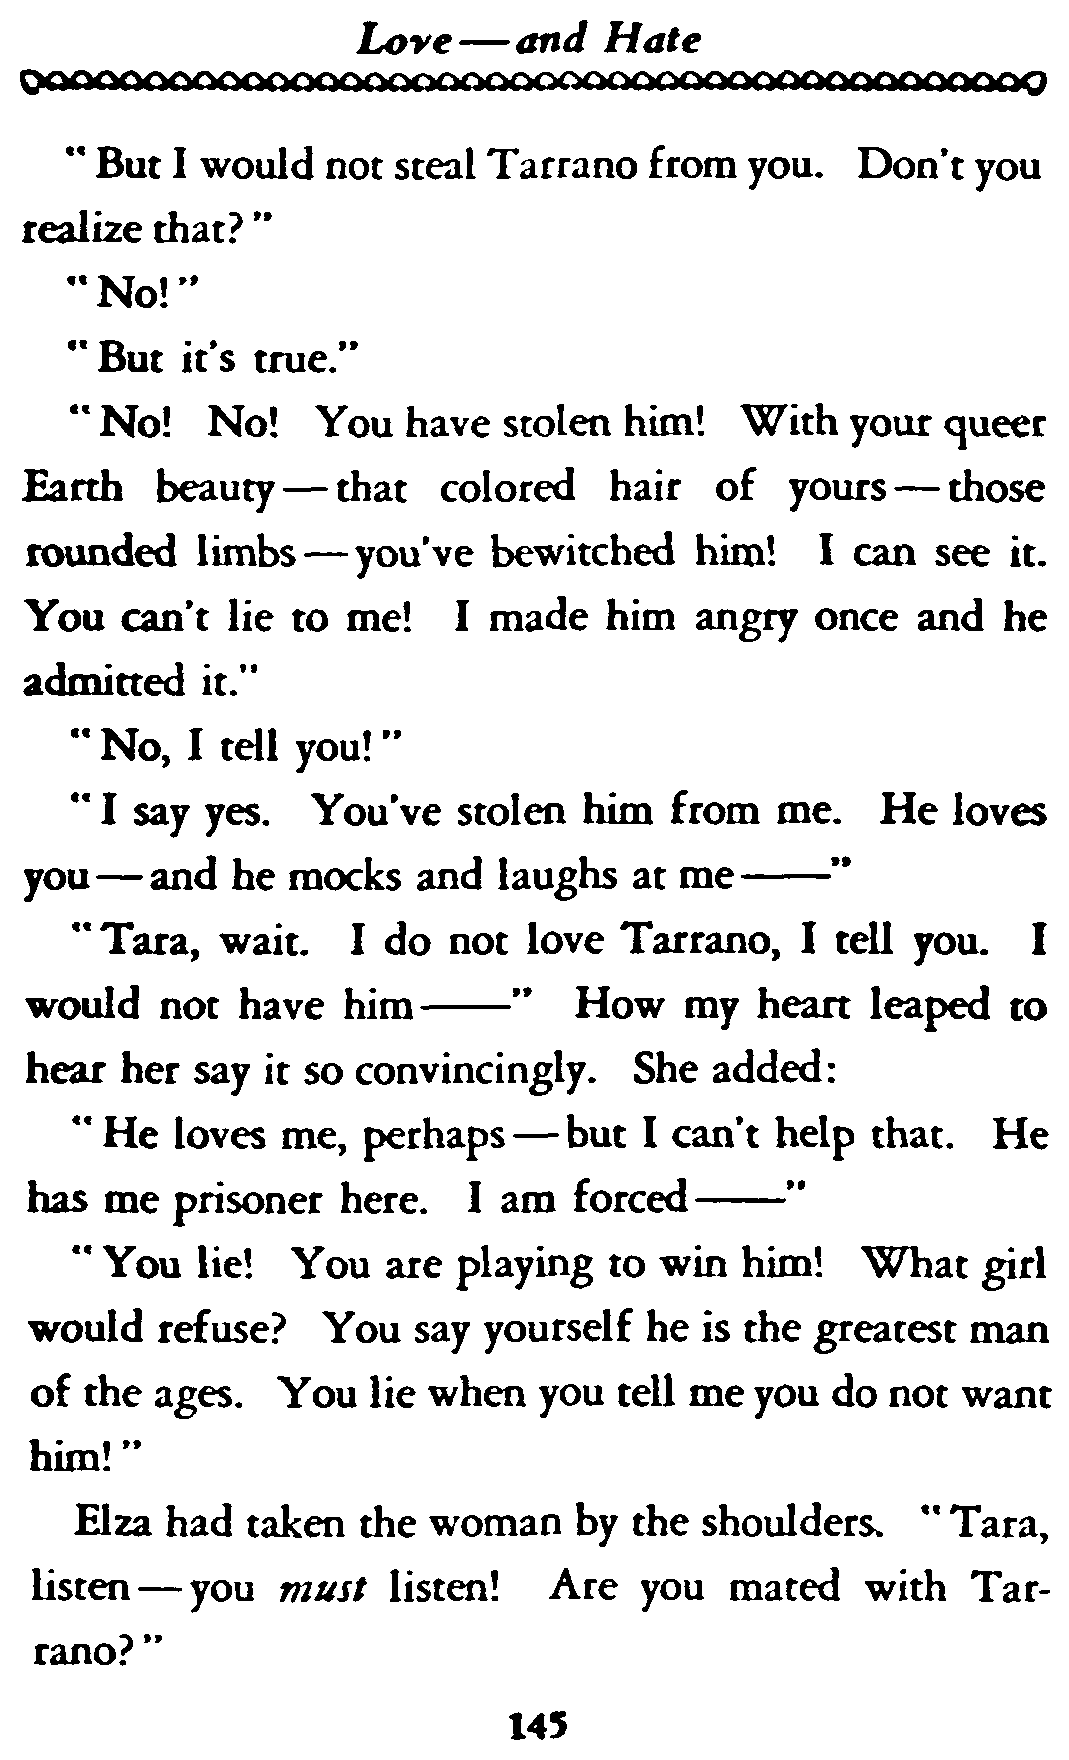 Love—and Hate
“But I would not steal Tarrano from you. Don't you
realize that?”
“No!”
“But it's true.”
“No! No! You have stolen him! With your queer
Earth beauty—that colored hair of yours—those
rounded limbs—you've bewitched him! I can see it.
You can't lie to me! I made him angry once and he
admitted it.”
“No, I tell you!”
“I say yes. You've stolen him from me. He loves
you—and he mocks and laughs at me——”
“Tara, wait. I do not love Tarrano, I tell you. I
would not have him——” How my heart leaped to
hear her say it so convincingly. She added:
“He loves me, perhaps—but I can't help that. He
has me prisoner here. I am forced——”
“You lie! You are playing to win him! What girl
would refuse? You say yourself he is the greatest man
of the ages. You lie when you tell me you do not want
him!”
Elza had taken the woman by the shoulders. “Tara,
listen—you must listen! Are you mated with Tar-
rano?”
145